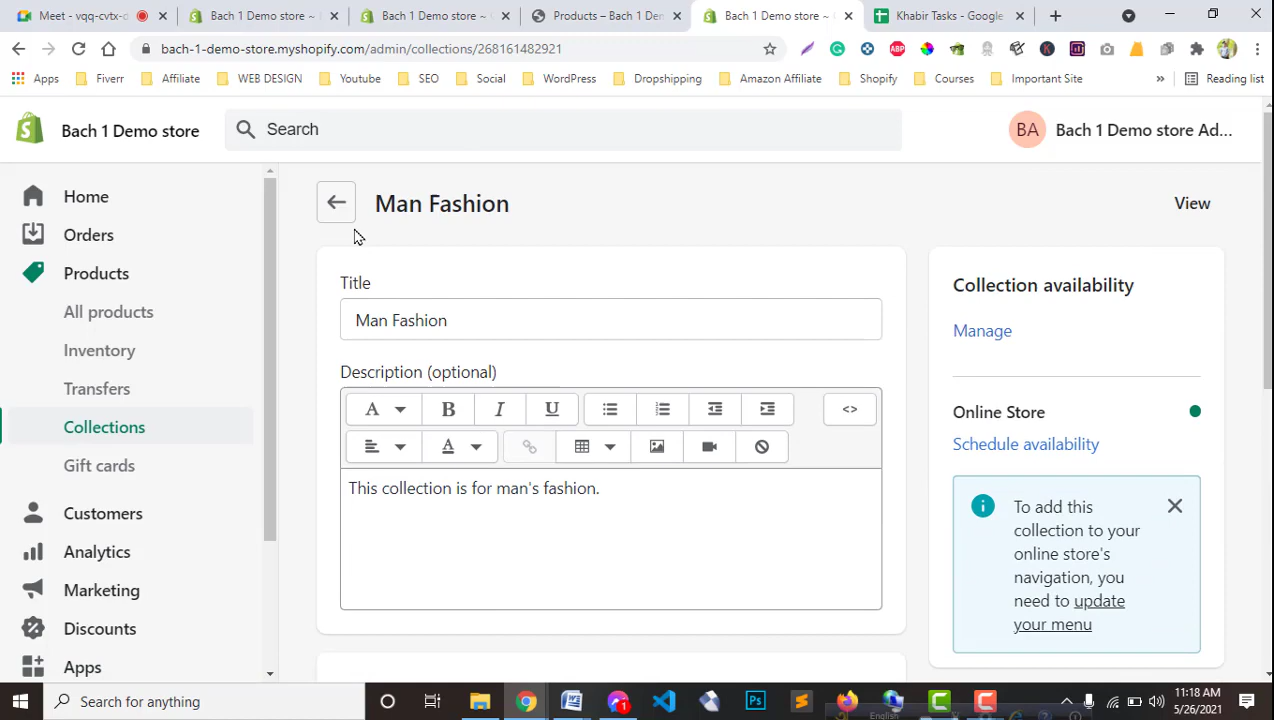 Meet - vqq-cvtx-
Bach 1 Demo store ~
Bach 1 Demo store ~
Products – Bach 1 Dem
Bach 1 Demo store ~
Khabir Tasks - Google
bach-1-demo-store.myshopify.com/admin/collections/268161482921
ABP
Apps
Fiverr
Affiliate
WEB DESIGN
Youtube
SEO
Social
WordPress
Dropshipping
Amazon Affiliate
Shopify
Courses
Important Site
»
Reading list
Bach 1 Demo store
Search
BA
Bach 1 Demo store Ad...
Home
Orders
Products
All products
Inventory
Transfers
Collections
Gift cards
Customers
Analytics
Marketing
Discounts
Apps
Man Fashion
View
Title
Man Fashion
Description (optional)
A
B
I
U
<>
A
This collection is for man's fashion.
Collection availability
Manage
Online Store
Schedule availability
To add this
collection to your
online store's
navigation, you
need to update
your menu
Search for anything
1
Ps
English
11:18 AM
5/26/2021